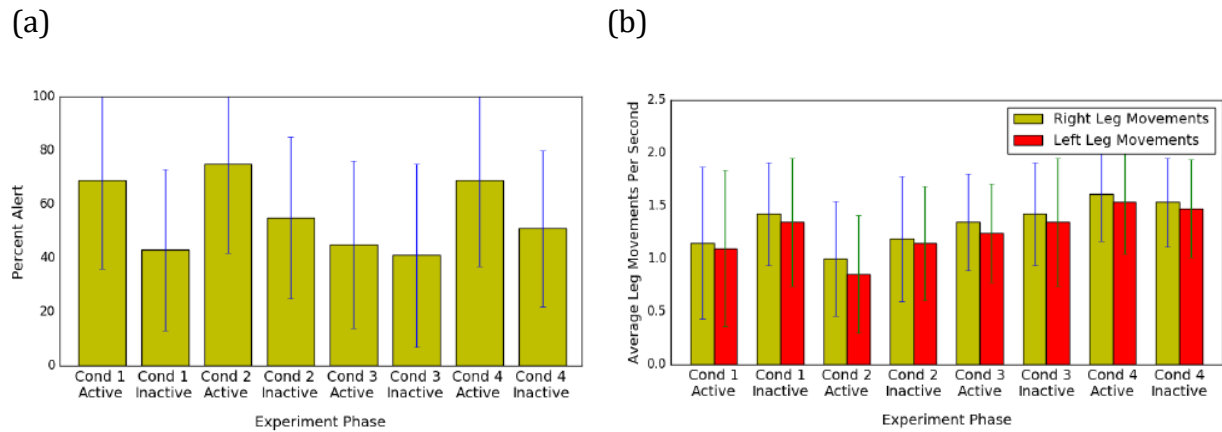 (a)
(b)
Percent Alert
100
80
60
40
20
0
Cond 1
Active
Cond 1
Inactive
Cond 2
Active
Cond 2
Inactive
Cond 3
Active
Cond 3
Inactive
Cond 4
Active
Cond 4
Inactive
Experiment Phase
Average Leg Movements Per Second
2.5
2.0
1.5
1.0
0.5
0.0
Right Leg Movements
Left Leg Movements
Cond 1
Active
Cond 1
Inactive
Cond 2
Active
Cond 2
Inactive
Cond 3
Active
Cond 3
Inactive
Cond 4
Active
Cond 4
Inactive
Experiment Phase